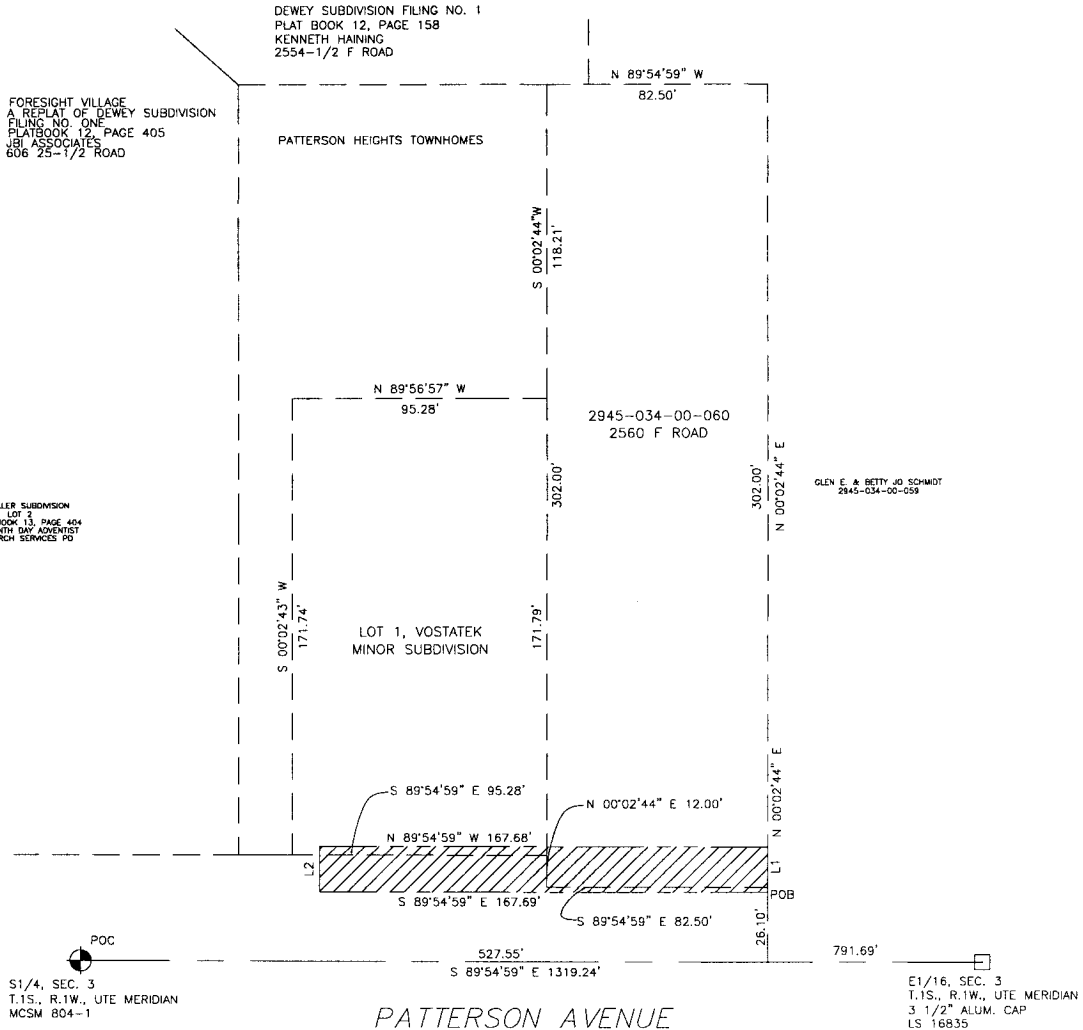 DEWEY SUBDIVISION FILING NO. 1
PLAT BOOK 12, PAGE 158
KENNETH HAINING
2554-1/2 F ROAD
N 89°54'59" W
82.50'
FORESIGHT VILLAGE
A REPLAT OF DEWEY SUBDIVISION
FILING NO. ONE
PLATBOOK 12, PAGE 405
JBI ASSOCIATES
606 25-1/2 ROAD
PATTERSON HEIGHTS TOWNHOMES
S 00°02'44"W
118.21'
N 89°56'57" W
95.28'
2945-034-00-060
2560 F ROAD
302.00'
302.00'
N 00°02'44" E
GLEN E. & BETTY JO SCHMIDT
2945-034-00-059
LER SUBDIVISION
LOT 2
OOK 13, PAGE 404
NTH DAY ADVENTIST
RCH SERVICES PD
S 00°02'43" W
171.74'
LOT 1, VOSTATEK
MINOR SUBDIVISION
171.79'
N 00°02'44" E
S 89°54'59" E 95.28'
N 00°02'44" E 12.00'
N 89°54'59" W 167.68'
L2
L1
POB
S 89°54'59" E 167.69'
S 89°54'59" E 82.50'
26.10'
POC
527.55'
791.69'
S 89°54'59" E 1319.24'
S1/4, SEC. 3
T.1S., R.1W., UTE MERIDIAN
MCSM 804-1
E1/16, SEC. 3
T.1S., R.1W., UTE MERIDIAN
3 1/2" ALUM. CAP
LS 16835
PATTERSON AVENUE